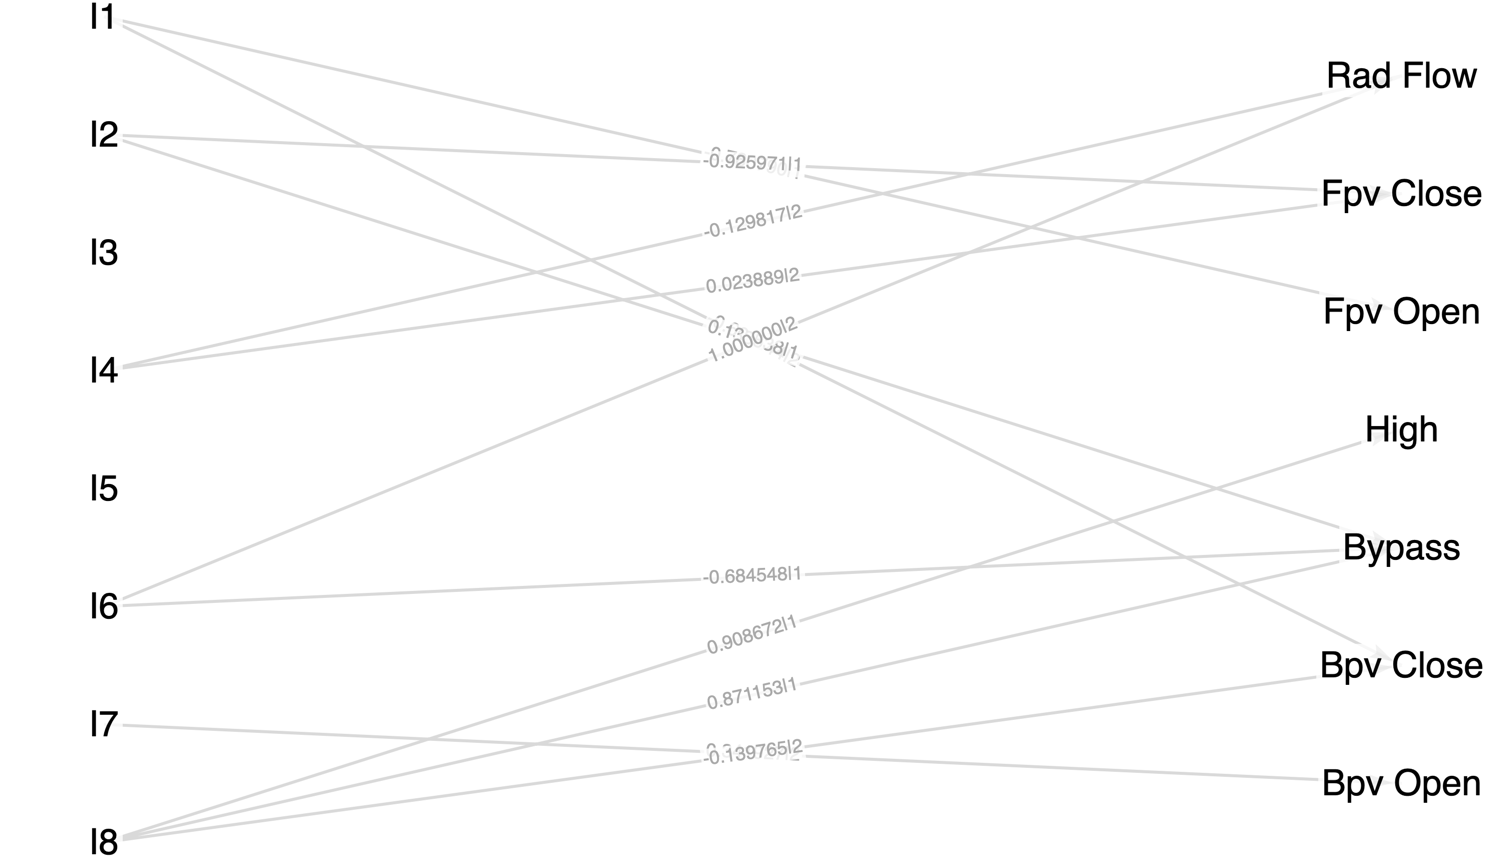 I1
I2
I3
I4
I5
I6
I7
I8
-0.925971|1
-0.129817|2
0.023889|2
1.000000|2
-0.684548|1
0.908672|1
0.871153|1
-0.139765|2
Rad Flow
Fpv Close
Fpv Open
High
Bypass
Bpv Close
Bpv Open